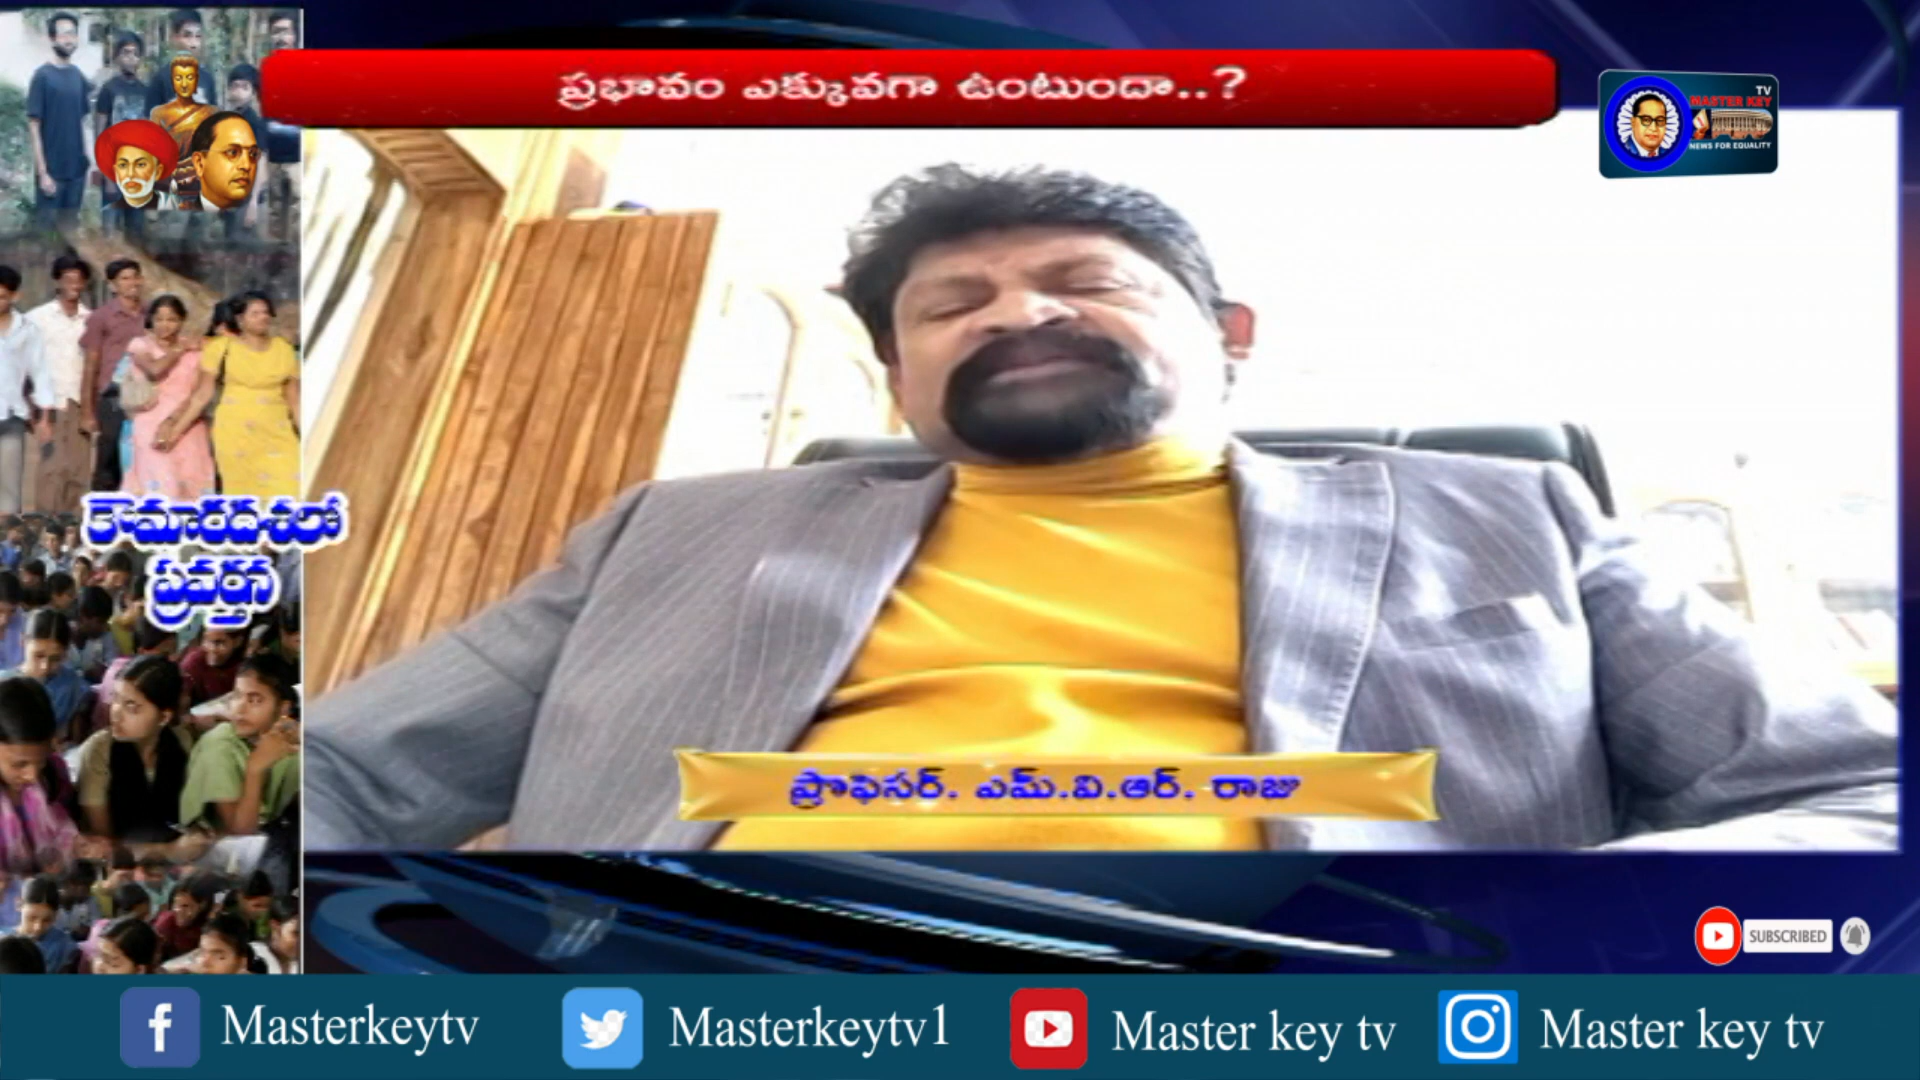 ప్రభావం ఎక్కువగా ఉంటుందా..?
TV
MASTER KEY
NEWS FOR EQUALITY
కౌమారదశలో
ప్రవర్తన
ప్రొఫెసర్. ఎమ్.వి.ఆర్. రాజు
SUBSCRIBED
Masterkeytv
Masterkeytv1
Master key tv
Master key tv